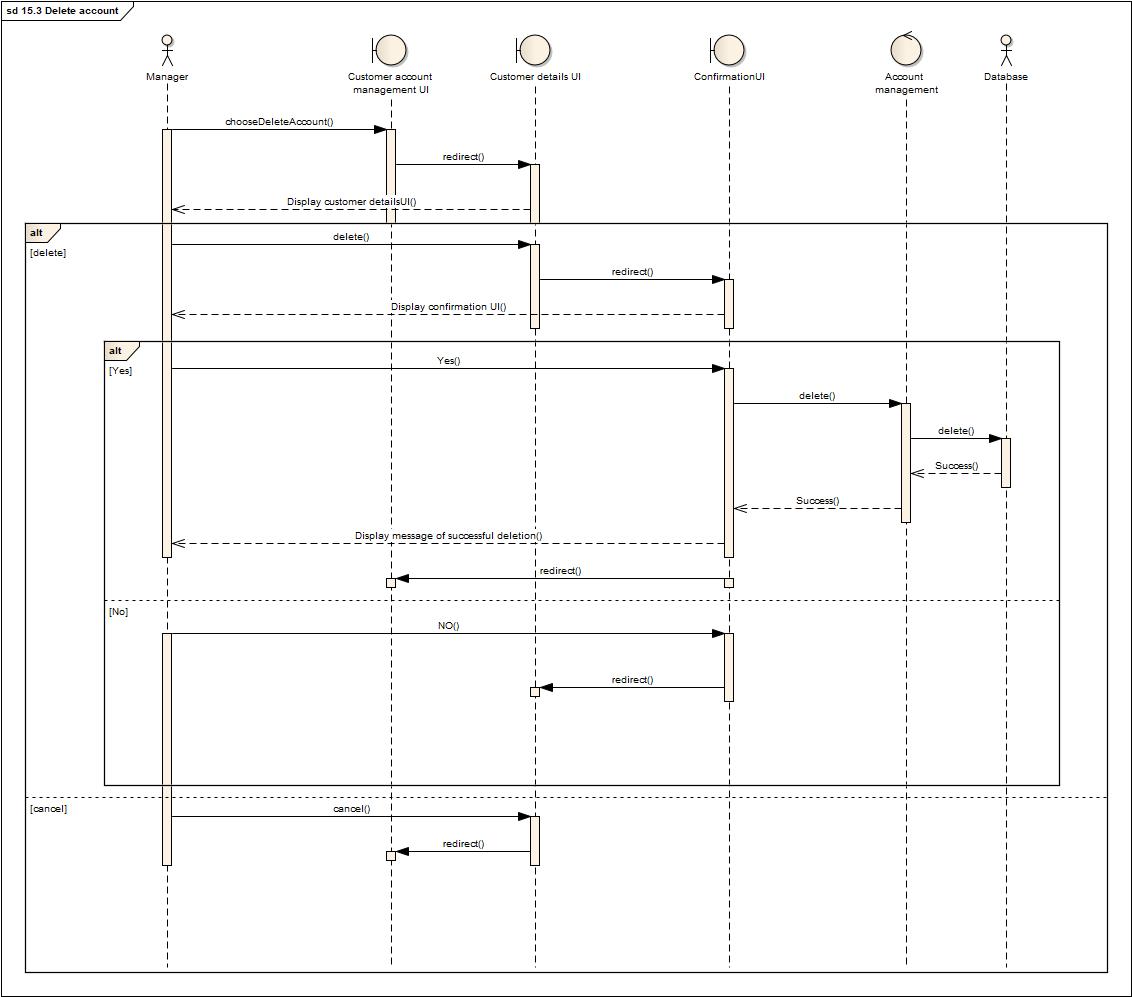 sd 15.3 Delete account
Manager
Customer account
management UI
Customer details UI
ConfirmationUI
Account
management
Database
chooseDeleteAccount()
redirect()
Display customer detailsUI()
alt
[delete]
delete()
redirect()
Display confirmation UI()
alt
[Yes]
Yes()
delete()
delete()
Success()
Success()
Display message of successful deletion()
redirect()
[No]
NO()
redirect()
[cancel]
cancel()
redirect()